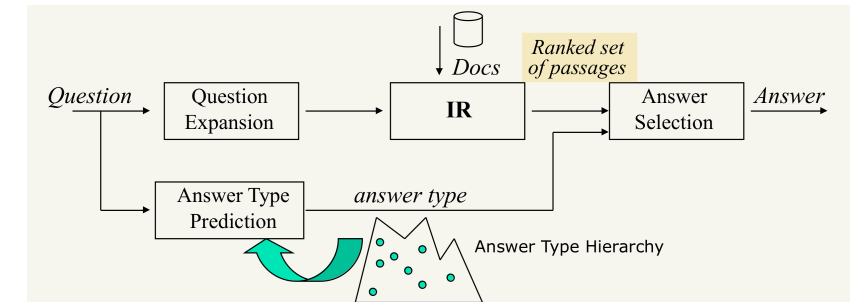 Ranked set
of passages
Docs
Question
Question
Expansion
IR
Answer
Selection
Answer
Answer Type
Prediction
answer type
Answer Type Hierarchy